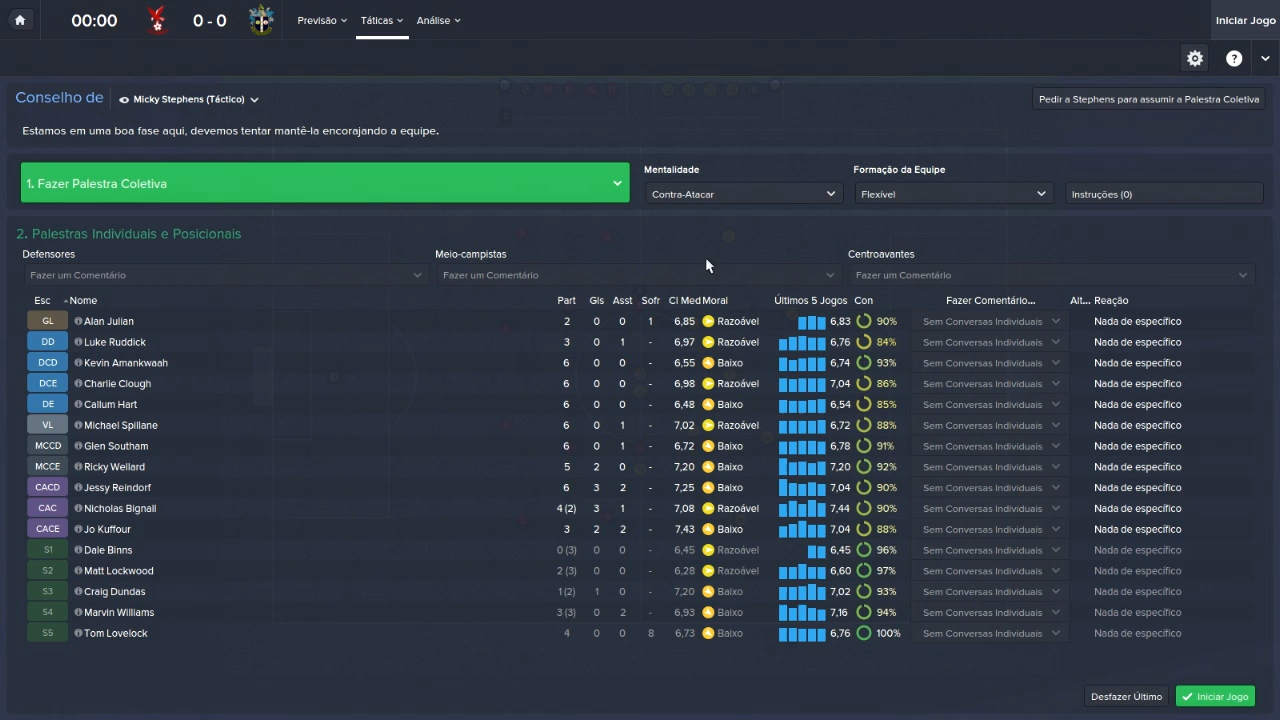 00:00 0 - 0 Previsão Táticas Análise Iniciar Jogo
?
Conselho de Micky Stephens (Táctico) Pedir a Stephens para assumir a Palestra Coletiva
Estamos em uma boa fase aqui, devemos tentar mantê-la encorajando a equipe.
Mentalidade Formação da Equipe
1. Fazer Palestra Coletiva Contra-Atacar Flexível Instruções (0)
2. Palestras Individuais e Posicionais
Defensores Meio-campistas Centroavantes
Fazer um Comentário Fazer um Comentário Fazer um Comentário
Esc Nome Part Gls Asst Sofr Cl Med Moral Últimos 5 Jogos Con Fazer Comentário... Alt... Reação
GL Alan Julian 2 0 0 1 6,85 Razoável 6,83 90% Sem Conversas Individuais Nada de específico
DD Luke Ruddick 3 0 1 - 6,97 Razoável 6,76 84% Sem Conversas Individuais Nada de específico
DCD Kevin Amankwaah 6 0 0 - 6,55 Baixo 6,74 93% Sem Conversas Individuais Nada de específico
DCE Charlie Clough 6 0 0 - 6,98 Razoável 7,04 86% Sem Conversas Individuais Nada de específico
DE Callum Hart 6 0 0 - 6,48 Baixo 6,54 85% Sem Conversas Individuais Nada de específico
VL Michael Spillane 6 0 1 - 7,02 Razoável 6,72 88% Sem Conversas Individuais Nada de específico
MCCD Glen Southam 6 0 1 - 6,72 Baixo 6,78 91% Sem Conversas Individuais Nada de específico
MCCE Ricky Wellard 5 2 0 - 7,20 Baixo 7,20 92% Sem Conversas Individuais Nada de específico
CACD Jessy Reindorf 6 3 2 - 7,25 Baixo 7,04 90% Sem Conversas Individuais Nada de específico
CAC Nicholas Bignall 4 (2) 3 1 - 7,08 Razoável 7,44 90% Sem Conversas Individuais Nada de específico
CACE Jo Kuffour 3 2 2 - 7,43 Baixo 7,04 88% Sem Conversas Individuais Nada de específico
S1 Dale Binns 0 (3) 0 0 - 6,45 Razoável 6,45 96% Sem Conversas Individuais Nada de específico
S2 Matt Lockwood 2 (3) 0 0 - 6,28 Razoável 6,60 97% Sem Conversas Individuais Nada de específico
S3 Craig Dundas 1 (2) 1 0 - 7,20 Baixo 7,02 93% Sem Conversas Individuais Nada de específico
S4 Marvin Williams 3 (3) 0 2 - 6,93 Baixo 7,16 94% Sem Conversas Individuais Nada de específico
S5 Tom Lovelock 4 0 0 8 6,73 Baixo 6,76 100% Sem Conversas Individuais Nada de específico
Desfazer Último Iniciar Jogo